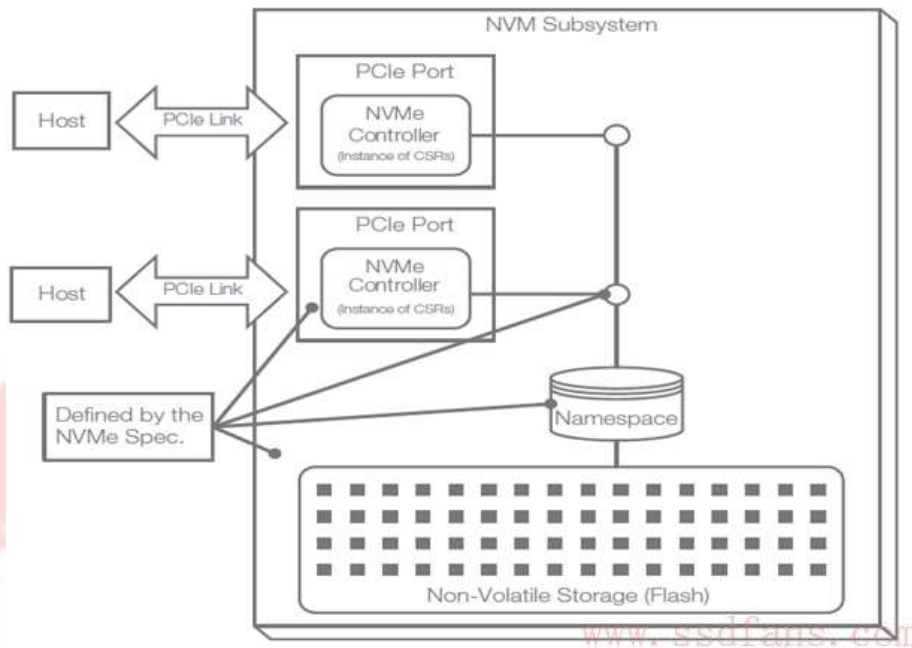 NVM Subsystem
PCIe Port
Host
PCIe Link
NVMe
Controller
(Instance of CSRs)
PCIe Port
Host
PCIe Link
NVMe
Controller
(Instance of CSRs)
Defined by the
NVMe Spec.
Namespace
Non-Volatile Storage (Flash)
www.ssdfans.com